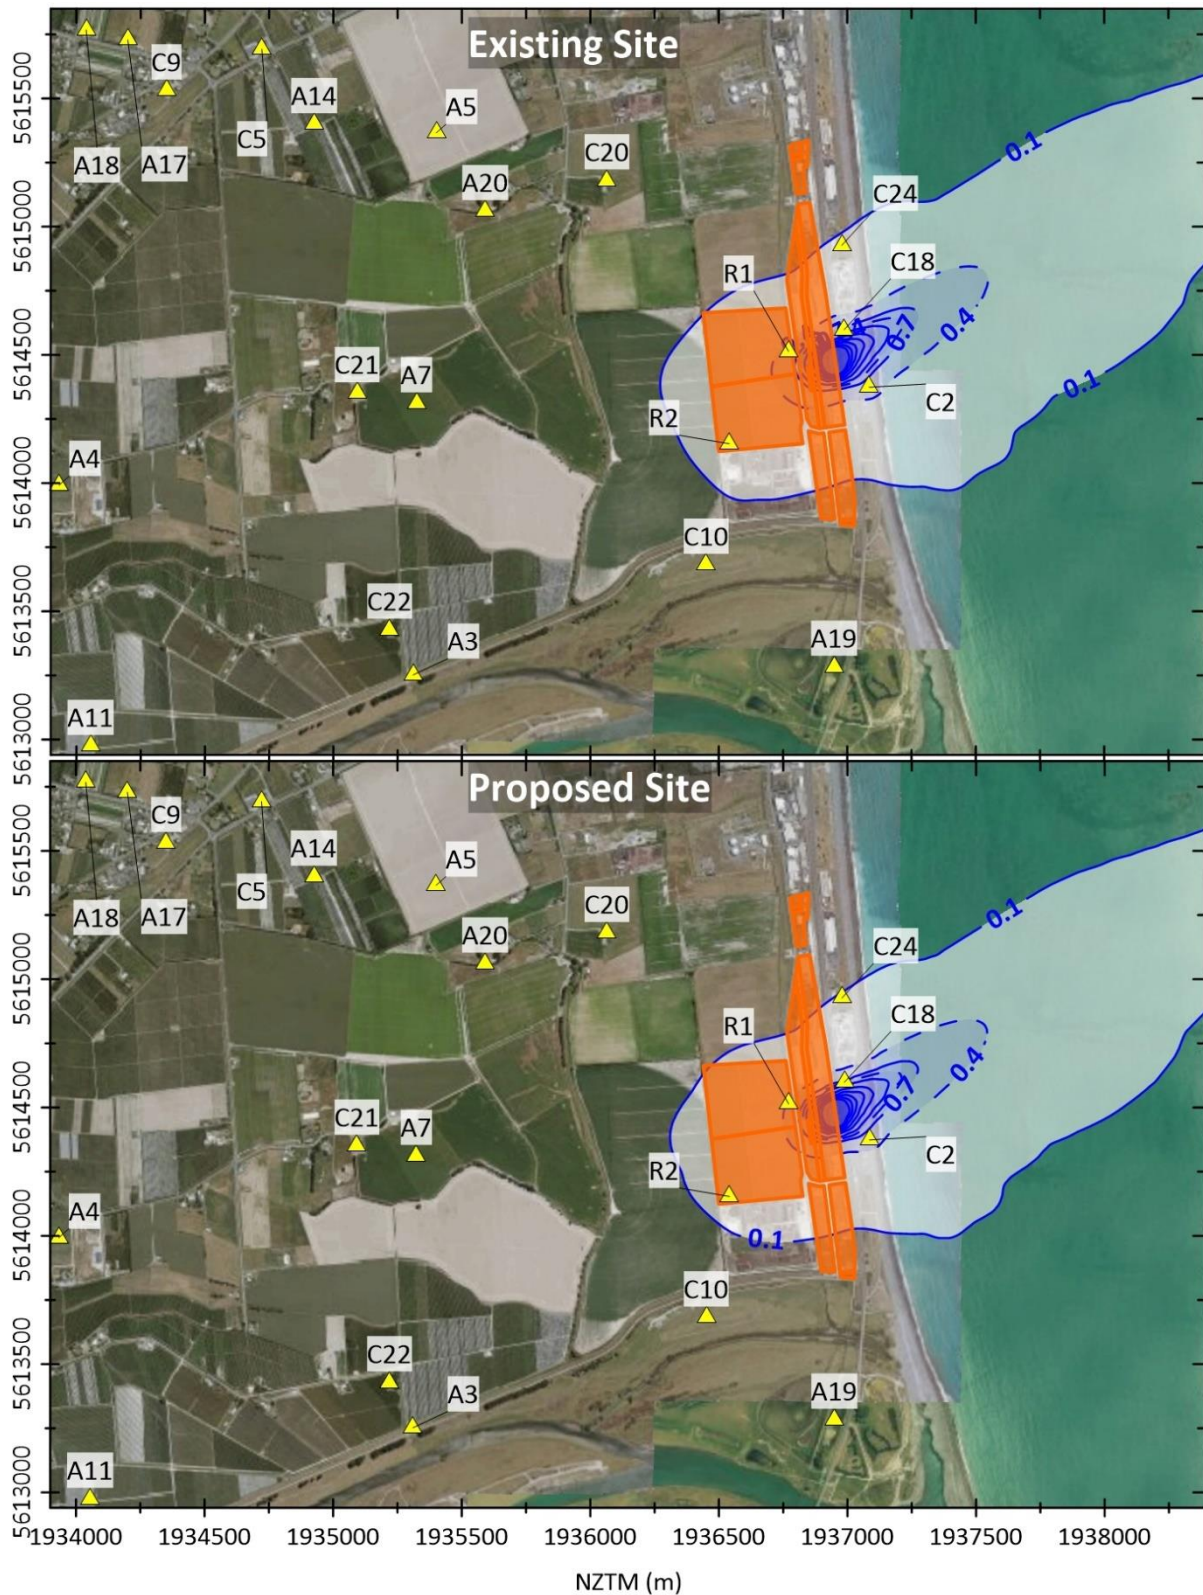 Existing Site
C9
A14
A5
C5
A18
A17
C20
A20
0.1
C24
C18
R1
0.7
0.4
C21
A7
0.1
C2
R2
A4
C10
C22
A3
A19
A11
5615500
5615000
5614500
5614000
5613500
5613000
Proposed Site
C9
A14
A5
C5
A18
A17
C20
A20
0.1
C24
C18
R1
0.4
0.7
C21
A7
C2
R2
A4
0.1
C10
C22
A3
A19
A11
5615500
5615000
5614500
5614000
5613500
5613000
1934000 1934500 1935000 1935500 1936000 1936500 1937000 1937500 1938000
NZTM (m)